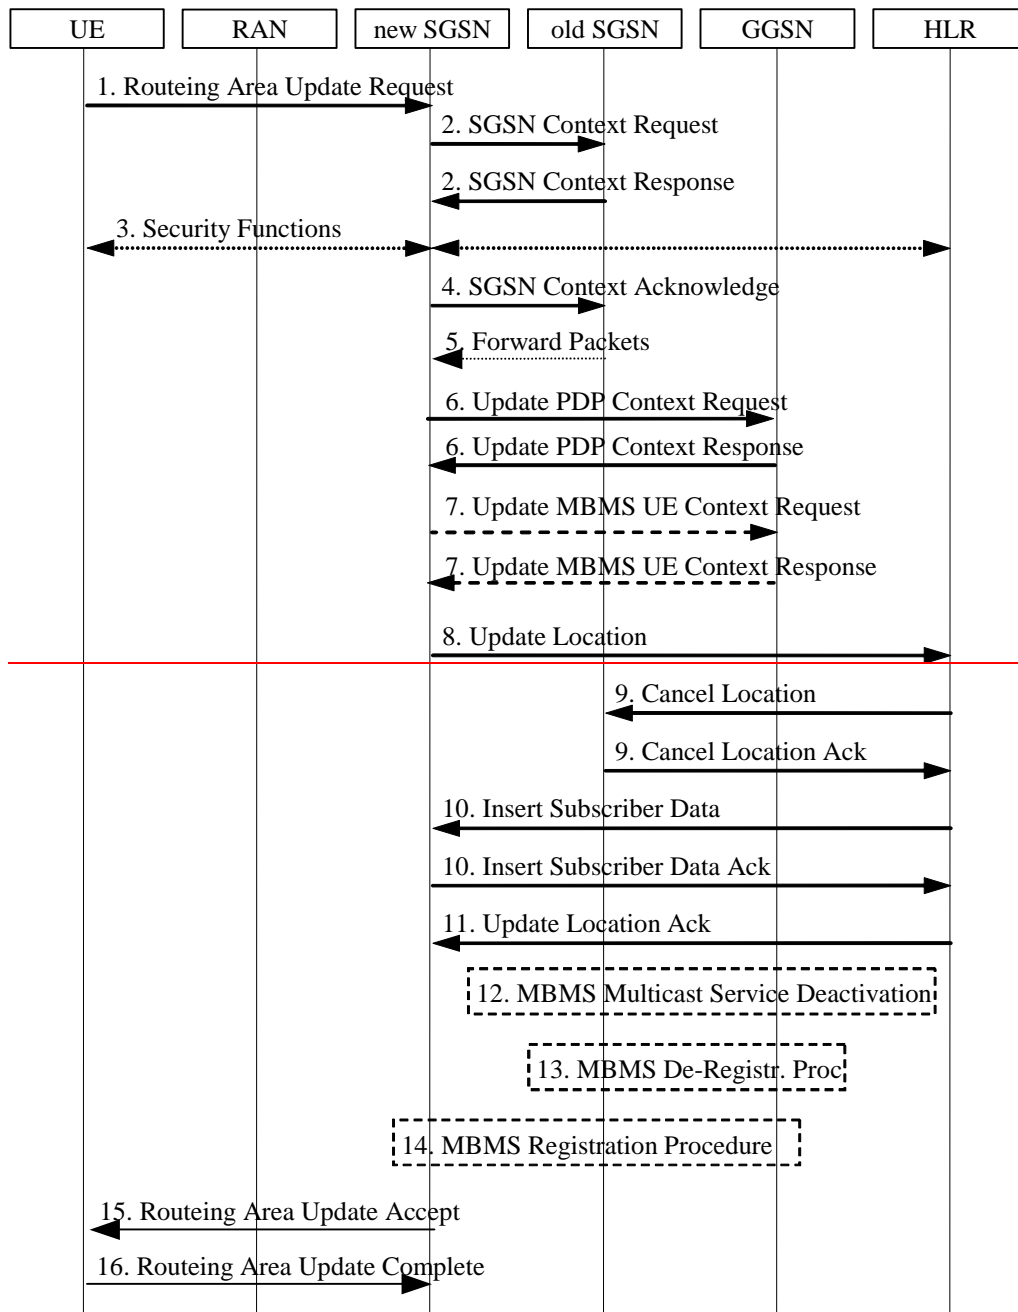 UE RAN new SGSN old SGSN GGSN HLR
1. Routeing Area Update Request
2. SGSN Context Request
2. SGSN Context Response
3. Security Functions
4. SGSN Context Acknowledge
5. Forward Packets
6. Update PDP Context Request
6. Update PDP Context Response
7. Update MBMS UE Context Request
7. Update MBMS UE Context Response
8. Update Location
9. Cancel Location
9. Cancel Location Ack
10. Insert Subscriber Data
10. Insert Subscriber Data Ack
11. Update Location Ack
12. MBMS Multicast Service Deactivation
13. MBMS De-Registr. Proc
14. MBMS Registration Procedure
15. Routeing Area Update Accept
16. Routeing Area Update Complete